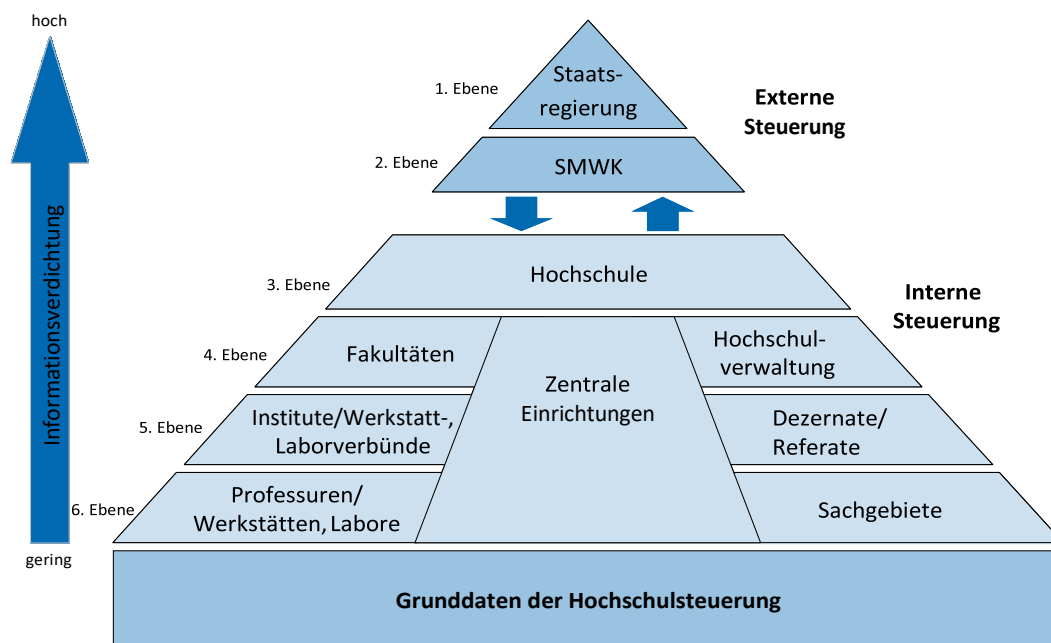 hoch
Informationsverdichtung
gering
1. Ebene
Staats-
regierung
2. Ebene
SMWK
Externe
Steuerung
3. Ebene
Hochschule
Interne
Steuerung
4. Ebene
Fakultäten
Zentrale
Einrichtungen
Hochschul-
verwaltung
5. Ebene
Institute/Werkstatt-,
Laborverbünde
Dezernate/
Referate
6. Ebene
Professuren/
Werkstätten, Labore
Sachgebiete
Grunddaten der Hochschulsteuerung